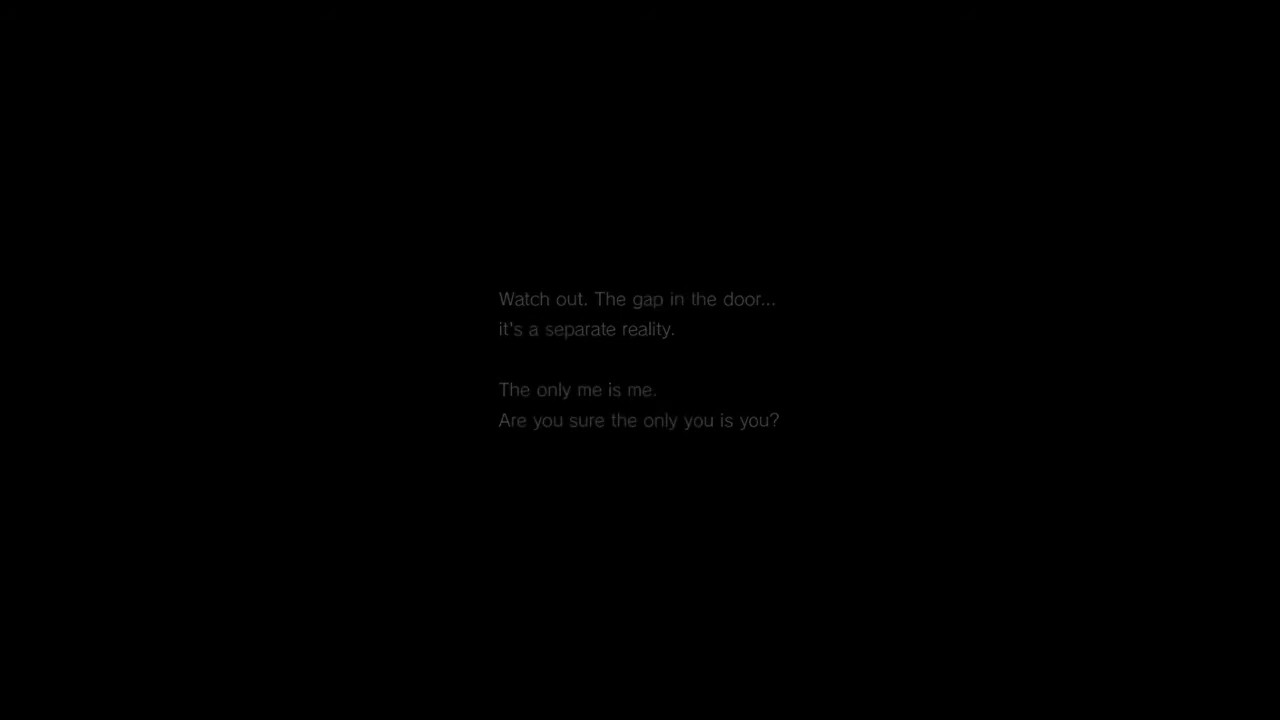 Watch out. The gap in the door...
it's a separate reality.
The only me is me.
Are you sure the only you is you?